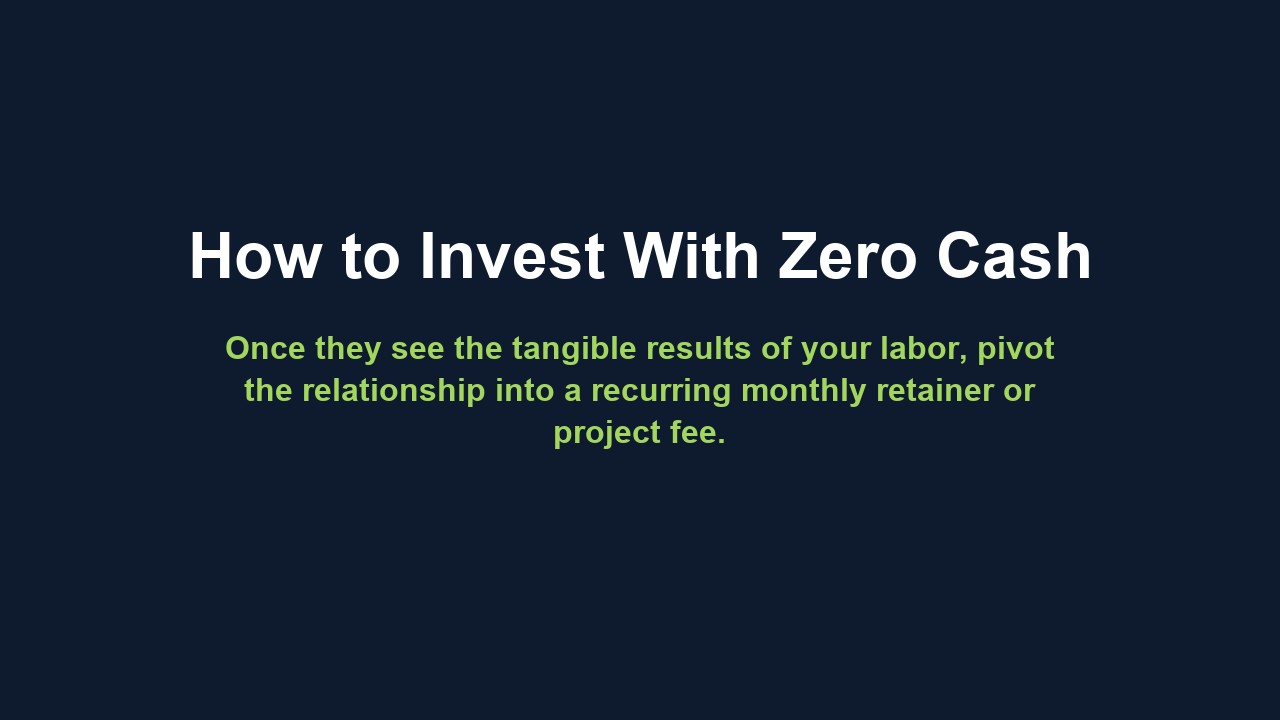 How to Invest With Zero Cash
Once they see the tangible results of your labor, pivot
the relationship into a recurring monthly retainer or
project fee.